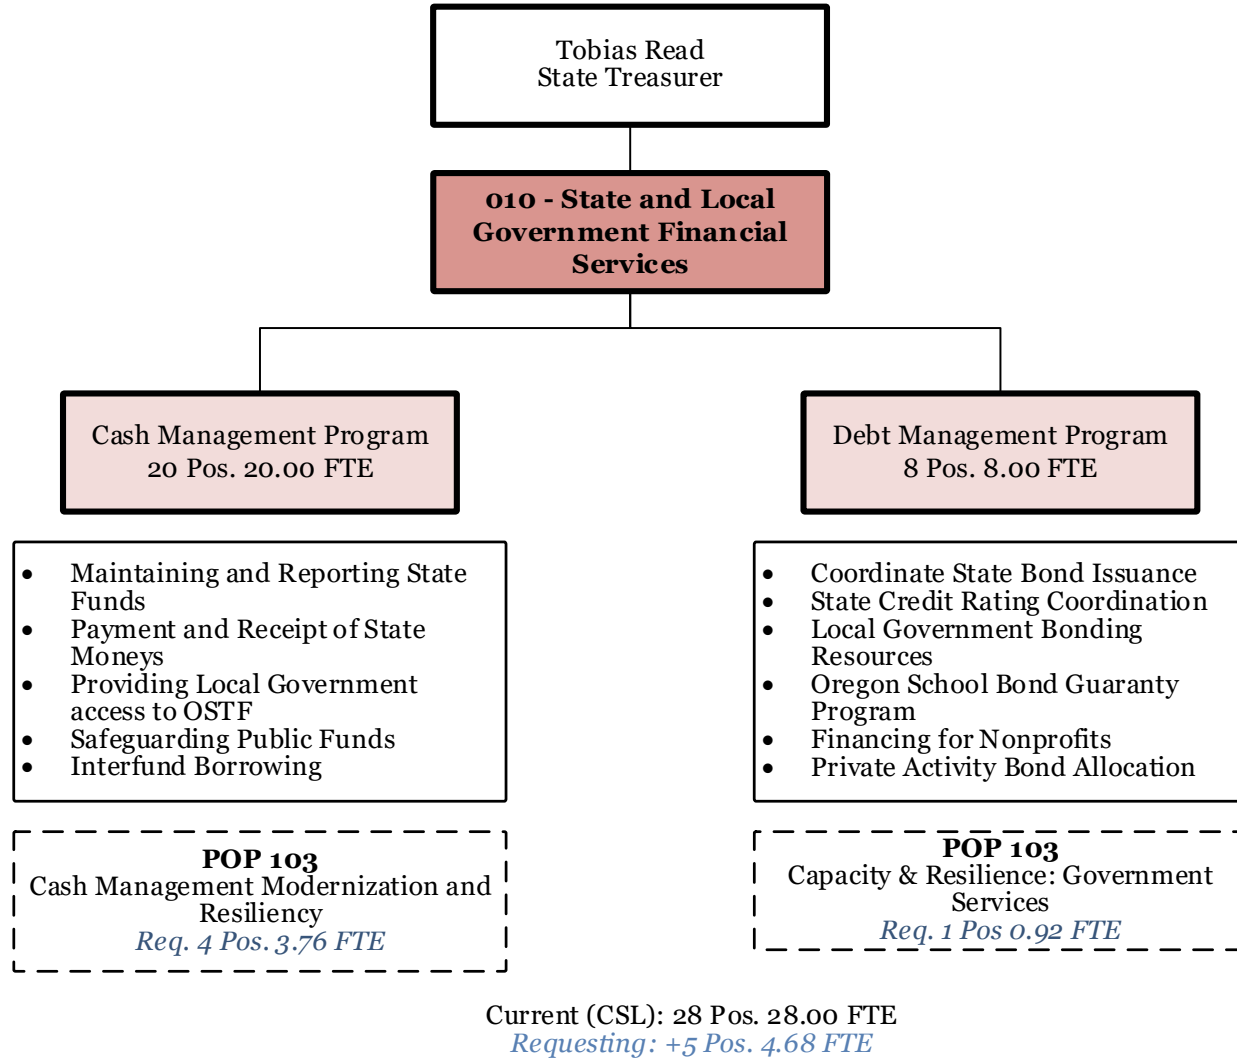 Tobias Read
State Treasurer
010 - State and Local
Government Financial
Services
Cash Management Program
20 Pos. 20.00 FTE
Debt Management Program
8 Pos. 8.00 FTE
• Maintaining and Reporting State
Funds
• Payment and Receipt of State
Moneys
• Providing Local Government
access to OSTF
• Safeguarding Public Funds
• Interfund Borrowing
• Coordinate State Bond Issuance
• State Credit Rating Coordination
• Local Government Bonding
Resources
• Oregon School Bond Guaranty
Program
• Financing for Nonprofits
• Private Activity Bond Allocation
POP 103
Cash Management Modernization and
Resiliency
Req. 4 Pos. 3.76 FTE
POP 103
Capacity & Resilience: Government
Services
Req. 1 Pos 0.92 FTE
Current (CSL): 28 Pos. 28.00 FTE
Requesting: +5 Pos. 4.68 FTE